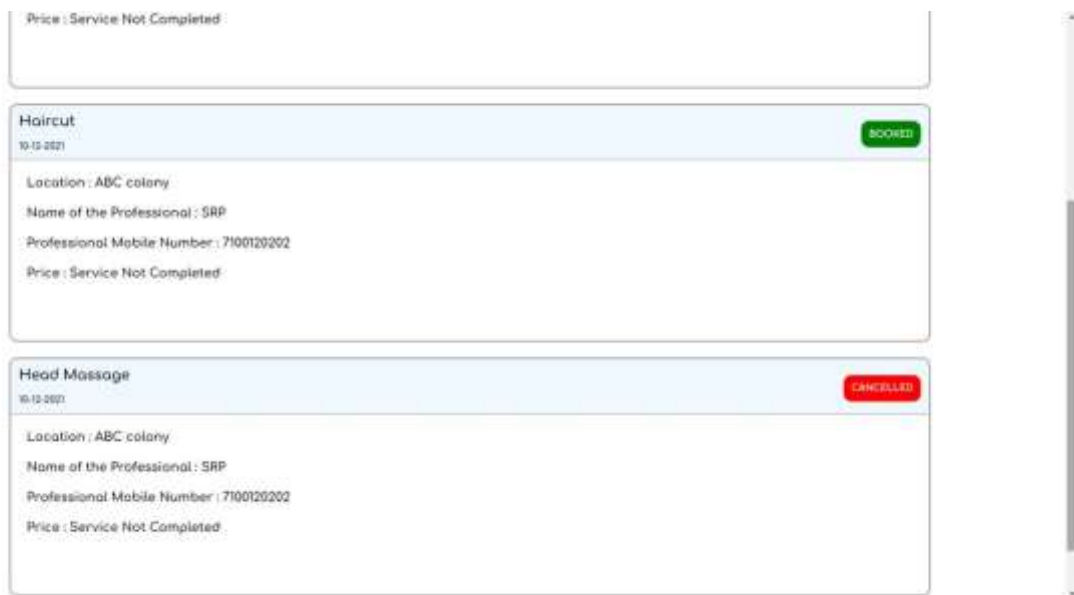 Price : Service Not Completed
Haircut
BOOKED
10-12-2021
Location : ABC colony
Name of the Professional : SRP
Professional Mobile Number : 7100120202
Price : Service Not Completed
Head Massage
CANCELLED
10-12-2021
Location : ABC colony
Name of the Professional : SRP
Professional Mobile Number : 7100120202
Price : Service Not Completed